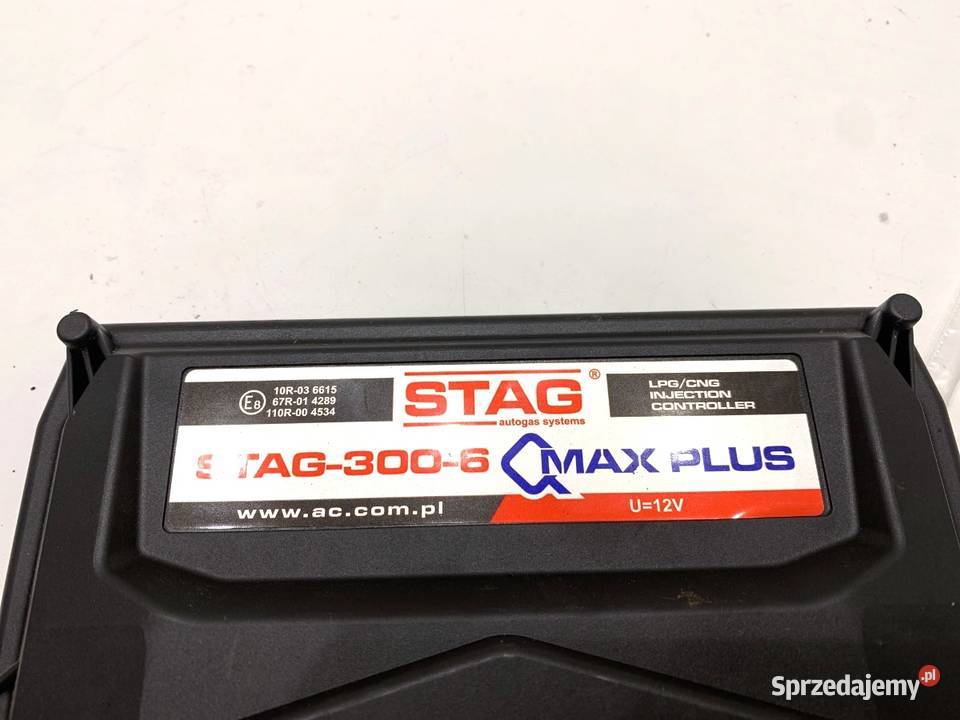 E8
10R-03 6615
67R-01 4289
110R-00 4534
STAG®
autogas systems
LPG/CNG
INJECTION
CONTROLLER
STAG-300-6 QMAX PLUS
www.ac.com.pl
U=12V
Sprzedajemy.pl